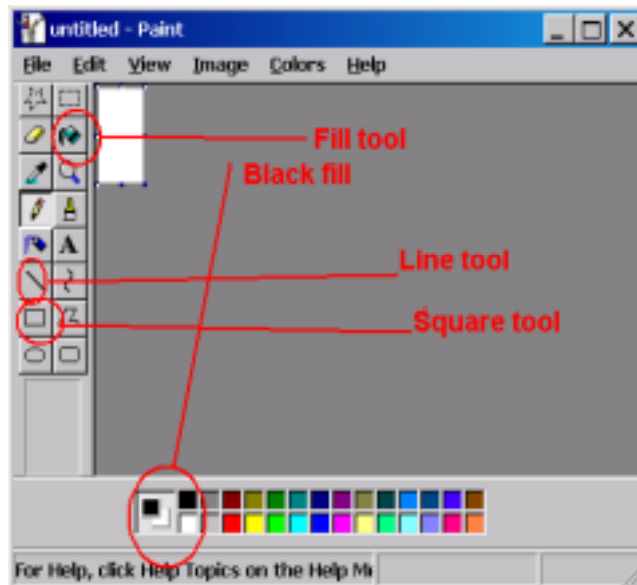 untitled - Paint
File Edit View Image Colors Help
Fill tool
Black fill
A
Line tool
Square tool
For Help, click Help Topics on the Help Me